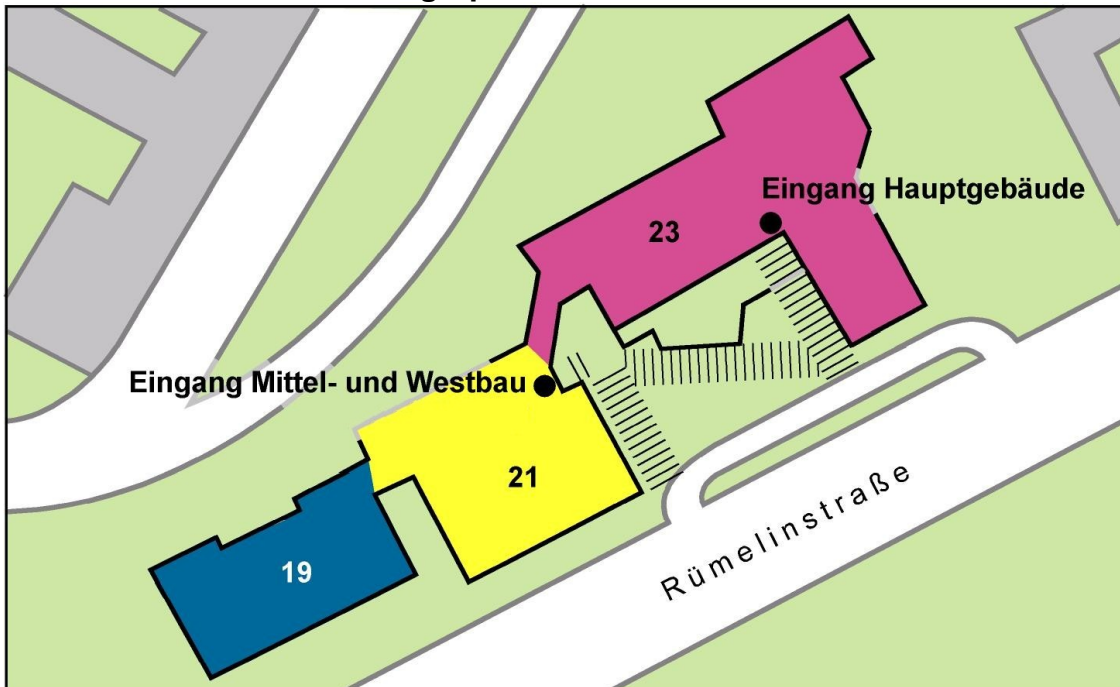 Eingang Hauptgebäude
23
Eingang Mittel- und Westbau
21
19
Rümelinstraße